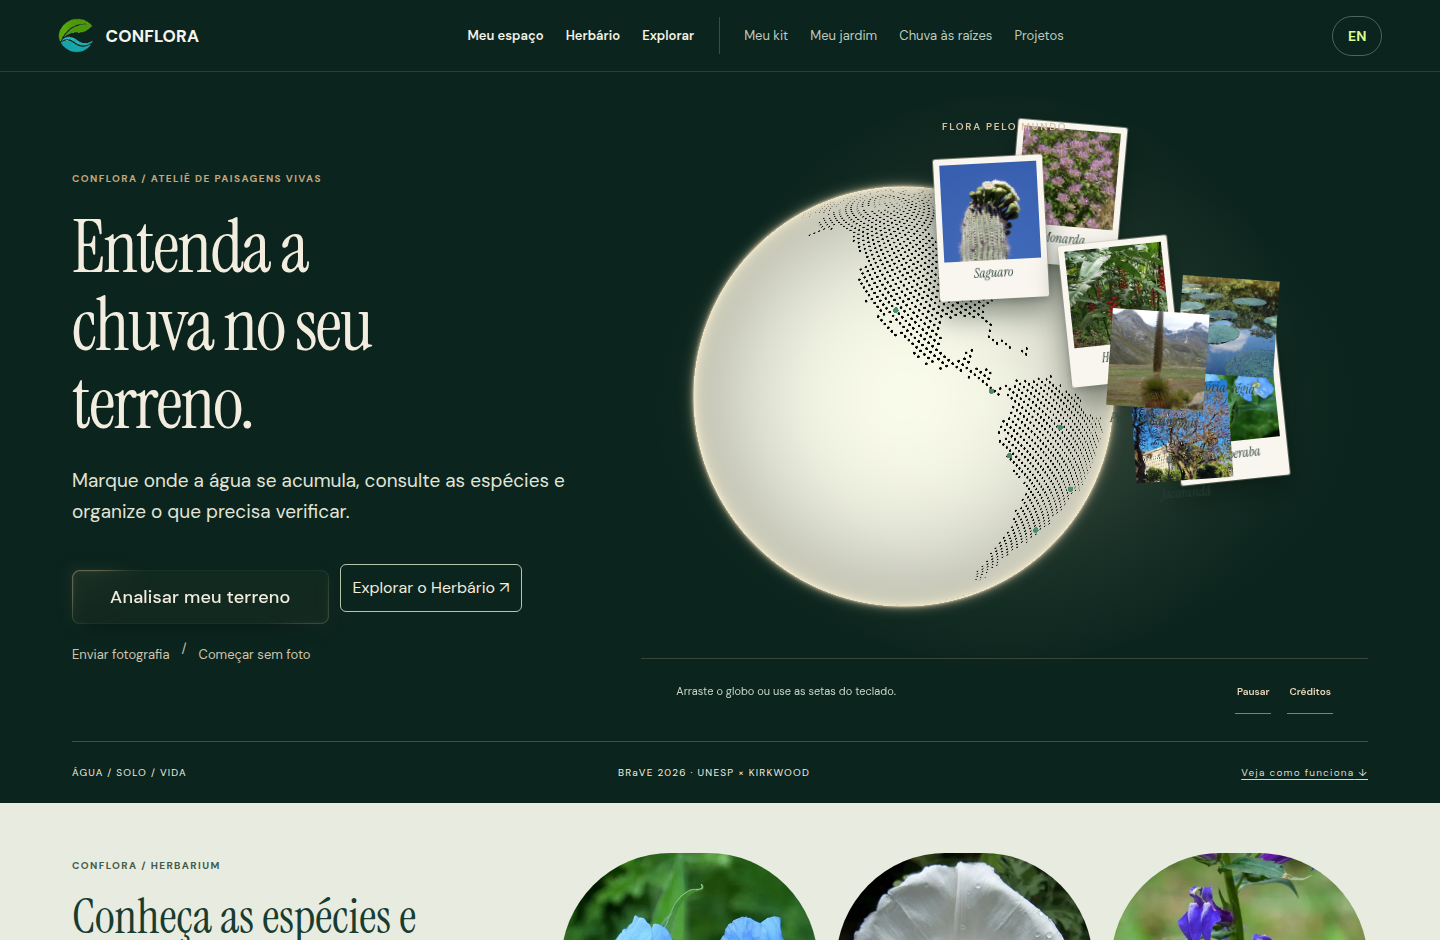 CONFLORA
Meu espaço
Herbário
Explorar
Meu kit
Meu jardim
Chuva às raízes
Projetos
EN
CONFLORA / ATELIÊ DE PAISAGENS VIVAS
Entenda a
chuva no seu
terreno.
Marque onde a água se acumula, consulte as espécies e
organize o que precisa verificar.
Analisar meu terreno
Explorar o Herbário ↗
Enviar fotografia / Começar sem foto
FLORA PELO MUNDO
Monarda
Saguaro
Arraste o globo ou use as setas do teclado.
Pausar
Créditos
ÁGUA / SOLO / VIDA
BRaVE 2026 · UNESP × KIRKWOOD
Veja como funciona ↓
CONFLORA / HERBARIUM
Conheça as espécies e